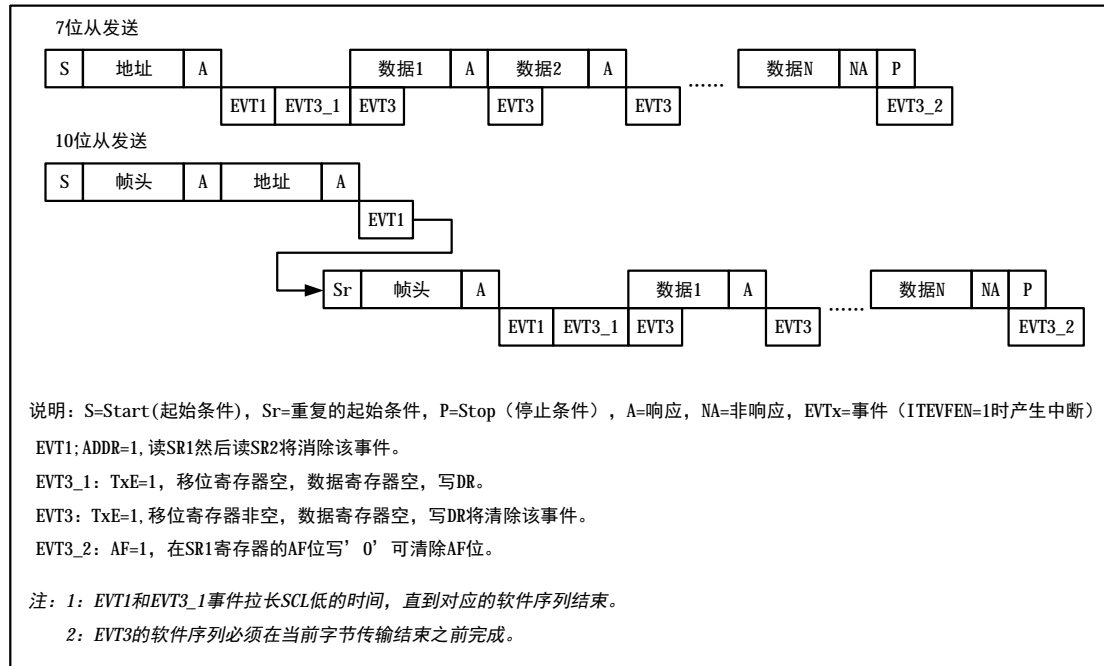 7位从发送
S 地址 A 数据1 A 数据2 A …… 数据N NA P
EVT1 EVT3_1 EVT3 EVT3 EVT3 EVT3_2
10位从发送
S 帧头 A 地址 A
EVT1
Sr 帧头 A 数据1 A …… 数据N NA P
EVT1 EVT3_1 EVT3 EVT3 EVT3_2
说明：S=Start(起始条件)，Sr=重复的起始条件，P=Stop（停止条件），A=响应，NA=非响应，EVTx=事件（ITEVFEN=1时产生中断）
EVT1;ADDR=1,读SR1然后读SR2将消除该事件。
EVT3_1：TxE=1，移位寄存器空，数据寄存器空，写DR。
EVT3：TxE=1,移位寄存器非空，数据寄存器空，写DR将清除该事件。
EVT3_2：AF=1，在SR1寄存器的AF位写’0’可清除AF位。
注：1：EVT1和EVT3_1事件拉长SCL低的时间，直到对应的软件序列结束。
2：EVT3的软件序列必须在当前字节传输结束之前完成。